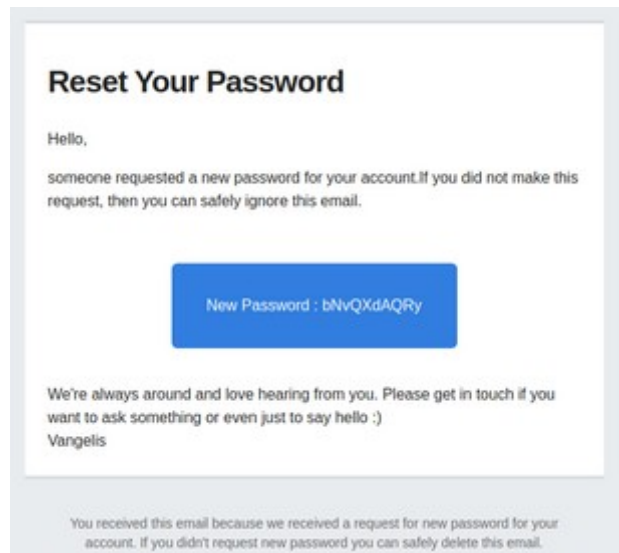 Reset Your Password
Hello,
someone requested a new password for your account.If you did not make this
request, then you can safely ignore this email.
New Password : bNvQXdAQRy
We're always around and love hearing from you. Please get in touch if you
want to ask something or even just to say hello :)
Vangelis
You received this email because we received a request for new password for your
account. If you didn't request new password you can safely delete this email.